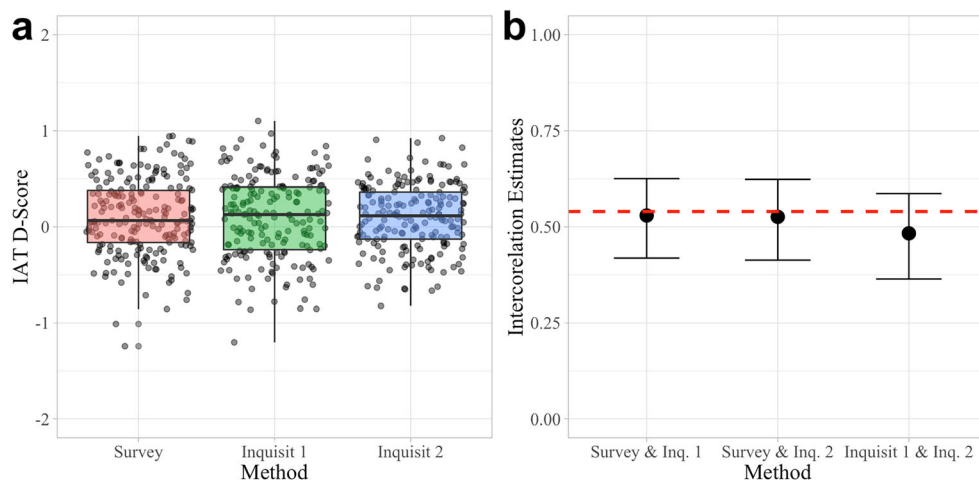 a
IAT D-Score
2
1
0
-1
-2
Survey
Inquisit 1
Inquisit 2
Method
b
Intercorelation Estimates
1.00
0.75
0.50
0.25
0.00
Survey & Inq. 1
Survey & Inq. 2
Inquisit 1 & Inq. 2
Method